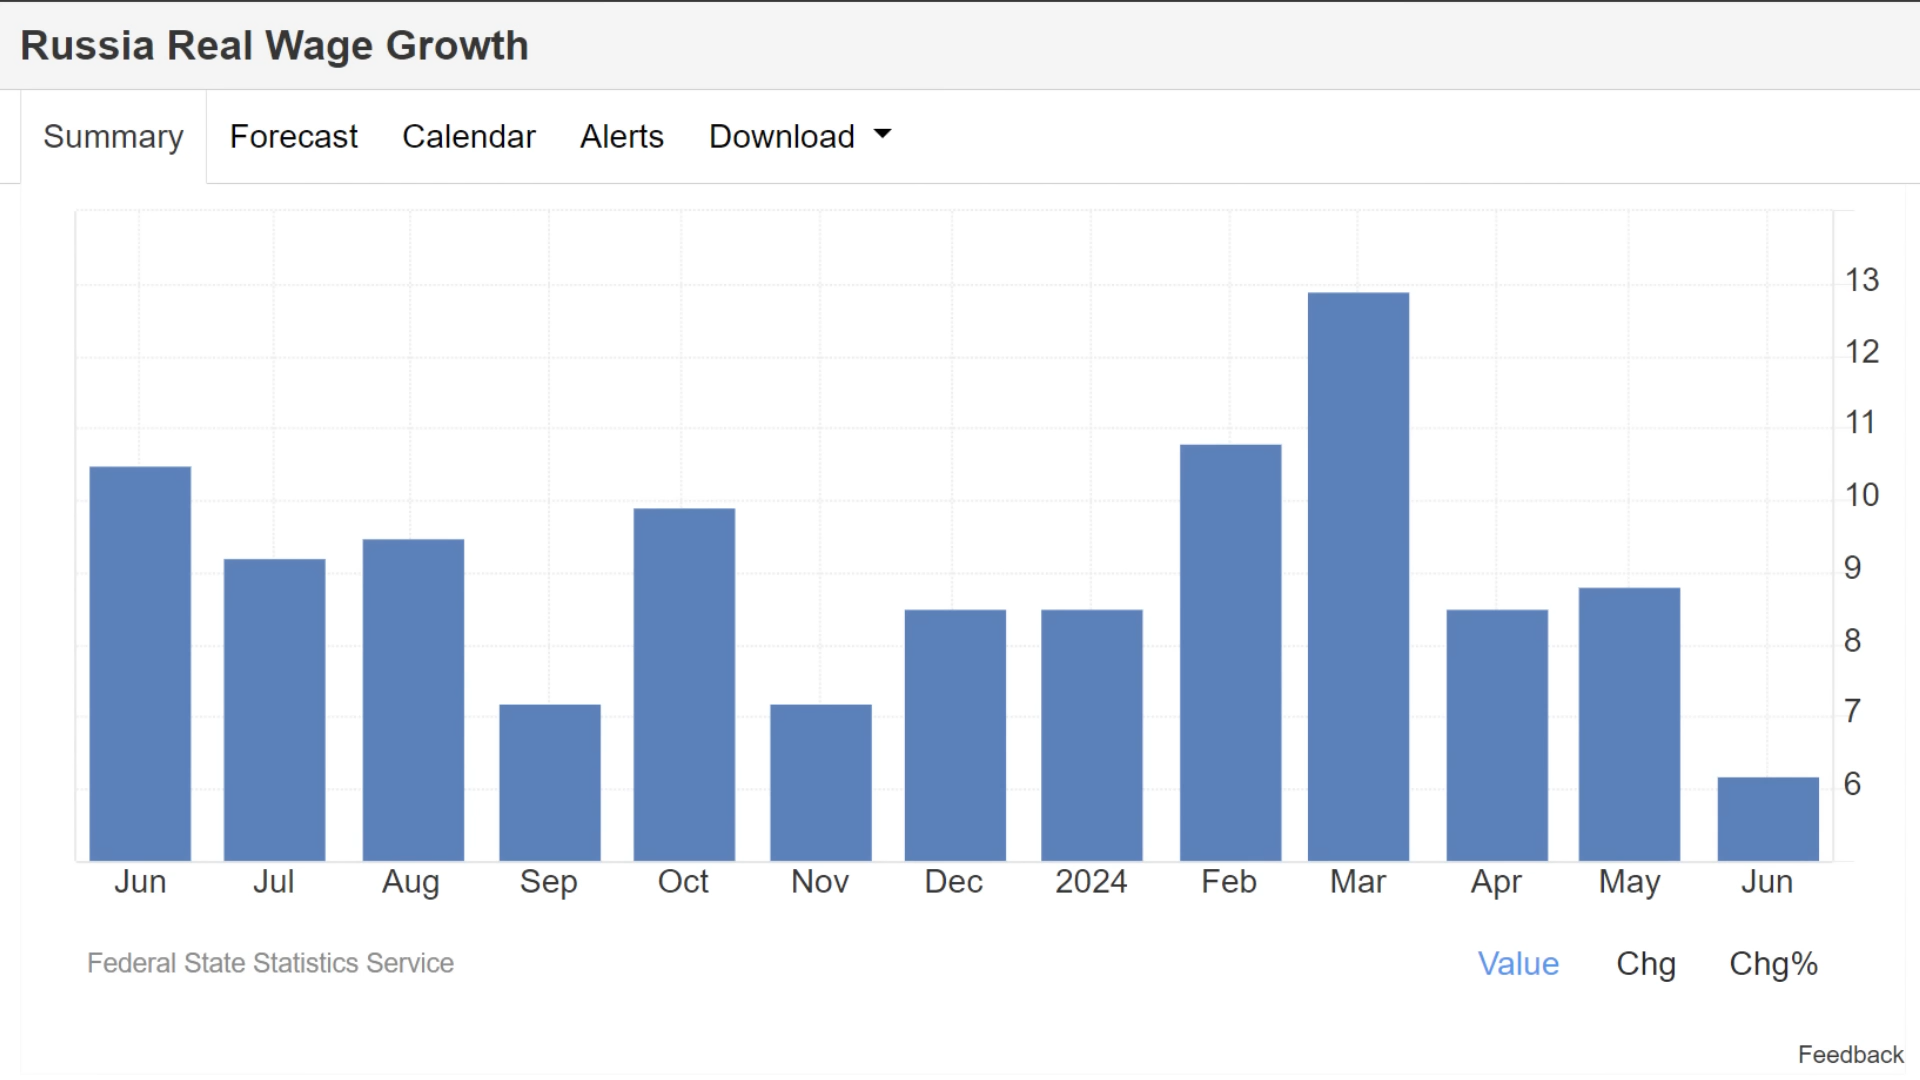 Russia Real Wage Growth
Summary Forecast Calendar Alerts Download
13
12
11
10
9
8
7
6
Jun Jul Aug Sep Oct Nov Dec 2024 Feb Mar Apr May Jun
Federal State Statistics Service Value Chg Chg%
Feedback